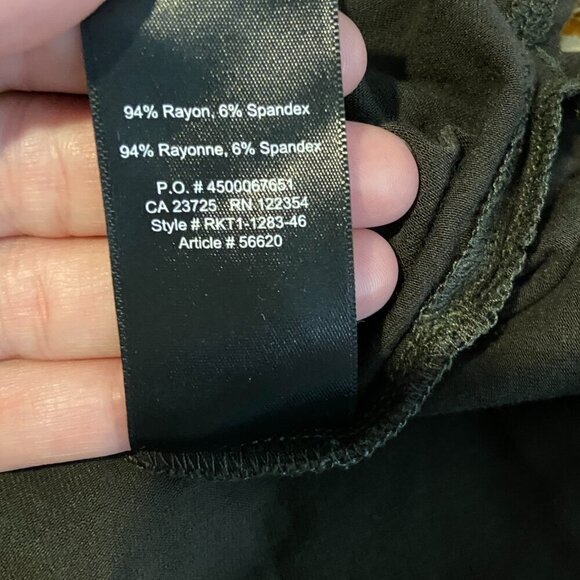 94% Rayon, 6% Spandex
94% Rayonne, 6% Spandex
P.O. # 4500067651
CA 23725 RN 122354
Style # RKT1-1283-46
Article # 56620